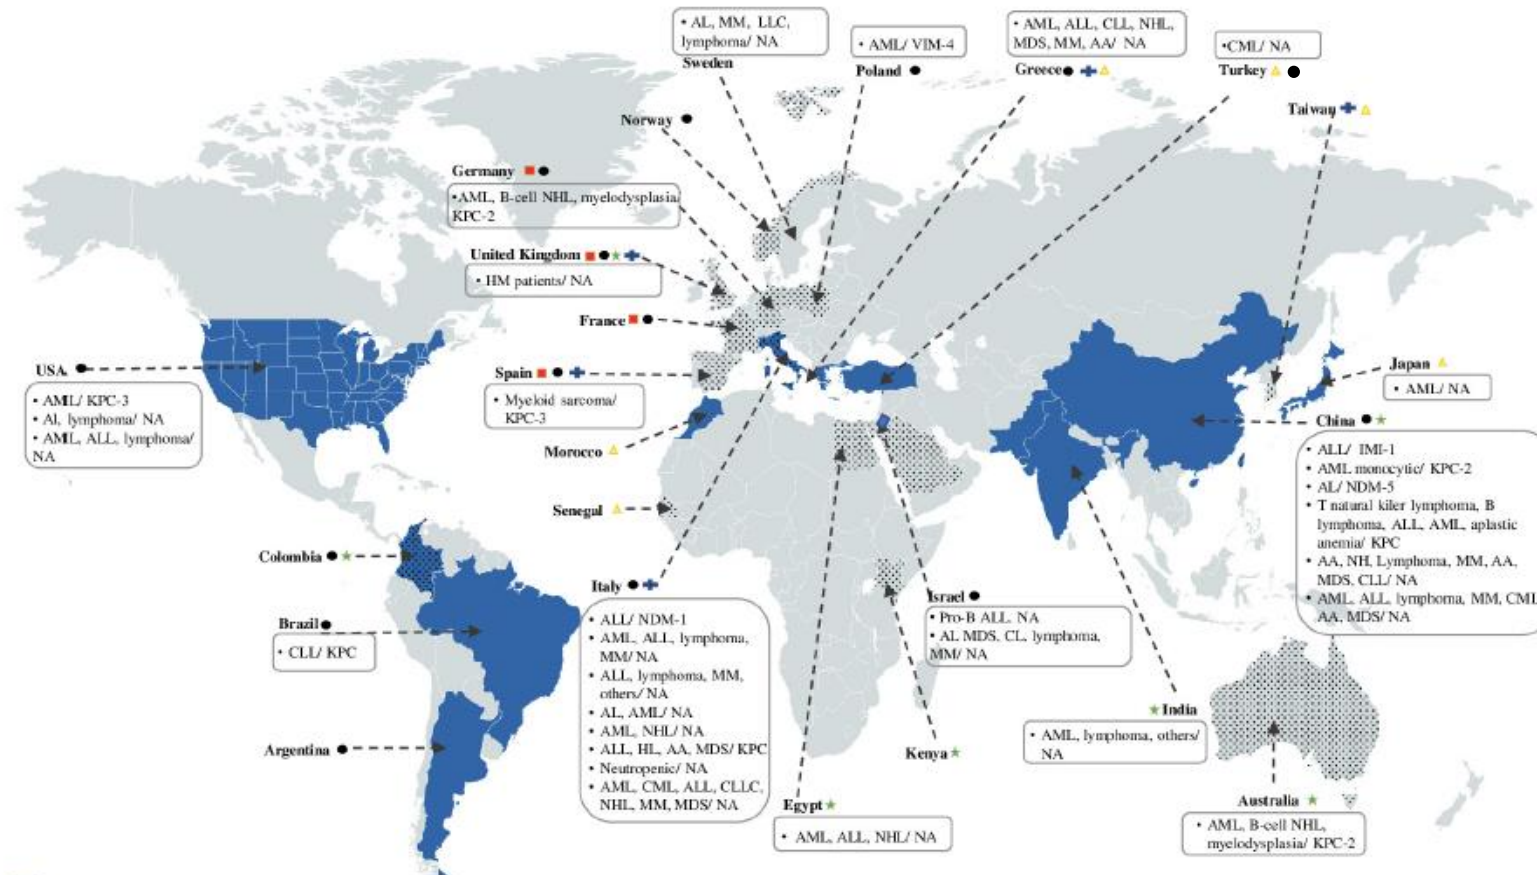 • AL, MM, LLC,
lymphoma/ NA
Sweden
• AML/ VIM-4
Poland
• AML, ALL, CLL, NHL,
MDS, MM, AA/ NA
Greece
•CML/ NA
Turkey
Taiwan
Norway
Germany
•AML, B-cell NHL, myelodysplasia/
KPC-2
United Kingdom
• HM patients/ NA
France
Spain
• Myeloid sarcoma/
KPC-3
Morocco
Senegal
USA
• AML/ KPC-3
• Al, lymphoma/ NA
• AML, ALL, lymphoma/
NA
Japan
• AML/ NA
China
• ALL/ IMI-1
• AML monocytic/ KPC-2
• AL/ NDM-5
• T natural kiler lymphoma, B
lymphoma, ALL, AML, aplastic
anemia/ KPC
• AA, NH, Lymphoma, MM, AA,
MDS, CLL/ NA
• AML, ALL, lymphoma, MM, CML,
AA, MDS/ NA
Colombia
Brazil
• CLL/ KPC
Argentina
Italy
• ALL/ NDM-1
• AML, ALL, lymphoma,
MM/ NA
• ALL, lymphoma, MM,
others/ NA
• AL, AML/ NA
• AML, NHL/ NA
• ALL, HL, AA, MDS/ KPC
• Neutropenic/ NA
• AML, CML, ALL, CLLC,
NHL, MM, MDS/ NA
Israel
• Pro-B ALL. NA
• AL MDS, CL, lymphoma,
MM/ NA
India
• AML, lymphoma, others/
NA
Kenya
Egypt
• AML, ALL, NHL/ NA
Australia
• AML, B-cell NHL,
myelodysplasia/ KPC-2